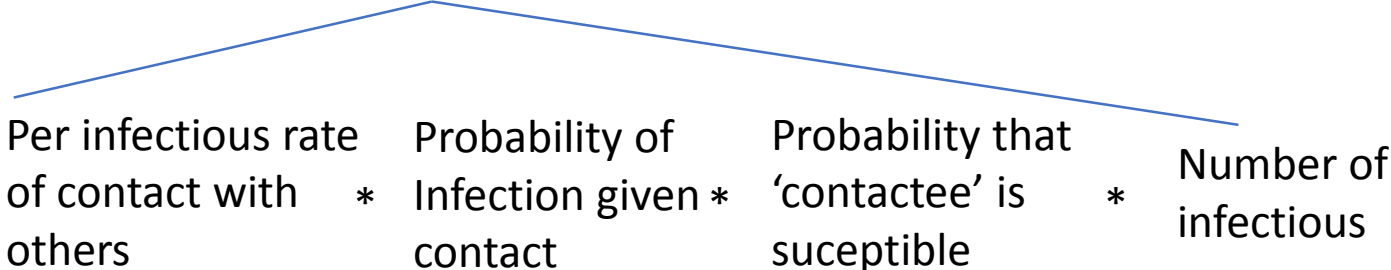 Per infectious rate
of contact with
others
*
Probability of
Infection given
contact
*
Probability that
‘contactee’ is
suceptible
*
Number of
infectious